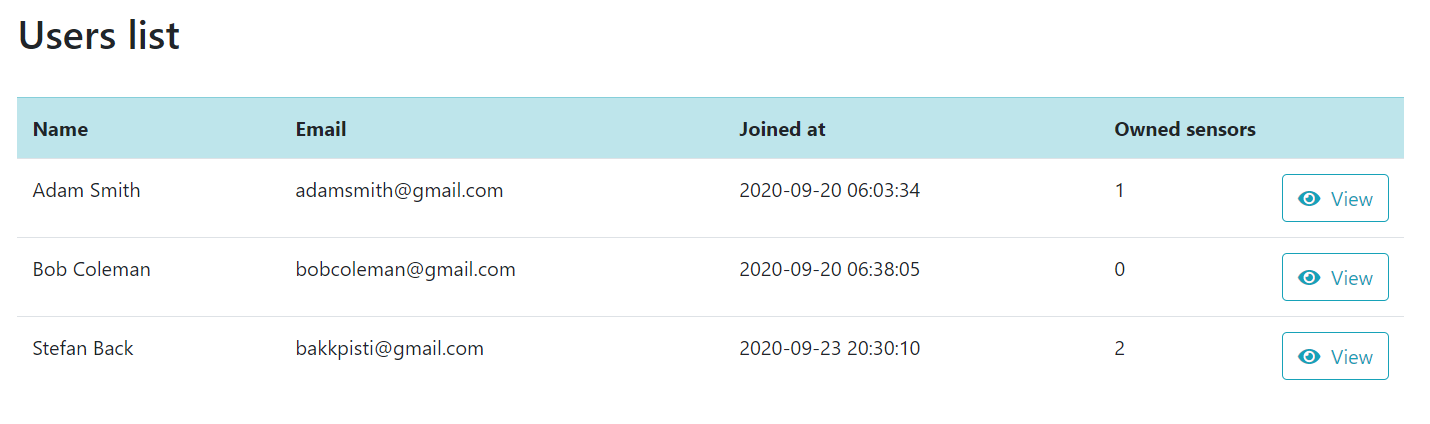 Users list
Name Email Joined at Owned sensors
Adam Smith adamsmith@gmail.com 2020-09-20 06:03:34 1 View
Bob Coleman bobcoleman@gmail.com 2020-09-20 06:38:05 0 View
Stefan Back bakkpisti@gmail.com 2020-09-23 20:30:10 2 View